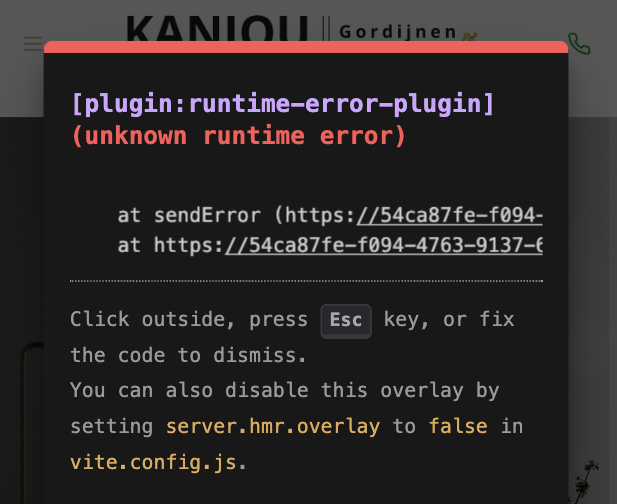 KANIOU
Gordijnen &
[plugin:runtime-error-plugin]
(unknown runtime error)
at sendError (https://54ca87fe-f094-
at https://54ca87fe-f094-4763-9137-6
Click outside, press Esc key, or fix
the code to dismiss.
You can also disable this overlay by
setting server.hmr.overlay to false in
vite.config.js.